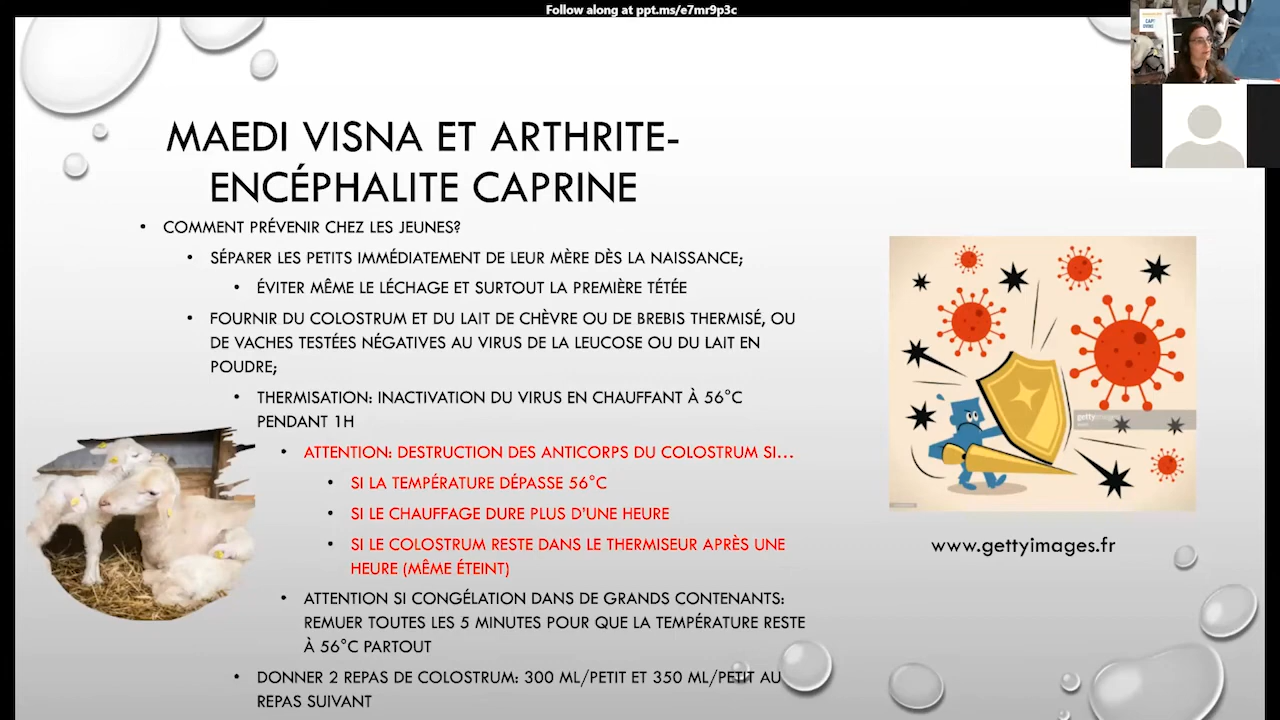 Follow along at ppt.ms/e7mr9p3c
MAEDI VISNA ET ARTHRITE-
ENCÉPHALITE CAPRINE
• COMMENT PRÉVENIR CHEZ LES JEUNES?
• SÉPARER LES PETITS IMMÉDIATEMENT DE LEUR MÈRE DÈS LA NAISSANCE;
• ÉVITER MÊME LE LÉCHAGE ET SURTOUT LA PREMIÈRE TÉTÉE
• FOURNIR DU COLOSTRUM ET DU LAIT DE CHÈVRE OU DE BREBIS THERMISÉ, OU
DE VACHES TESTÉES NÉGATIVES AU VIRUS DE LA LEUCOSE OU DU LAIT EN
POUDRE;
• THERMISATION: INACTIVATION DU VIRUS EN CHAUFFANT À 56°C
PENDANT 1H
• ATTENTION: DESTRUCTION DES ANTICORPS DU COLOSTRUM SI...
• SI LA TEMPÉRATURE DÉPASSE 56°C
• SI LE CHAUFFAGE DURE PLUS D'UNE HEURE
• SI LE COLOSTRUM RESTE DANS LE THERMISEUR APRÈS UNE
HEURE (MÊME ÉTEINT)
• ATTENTION SI CONGÉLATION DANS DE GRANDS CONTENANTS:
REMUER TOUTES LES 5 MINUTES POUR QUE LA TEMPÉRATURE RESTE
À 56°C PARTOUT
• DONNER 2 REPAS DE COLOSTRUM: 300 ML/PETIT ET 350 ML/PETIT AU
REPAS SUIVANT
gettyimages
www.gettyimages.fr